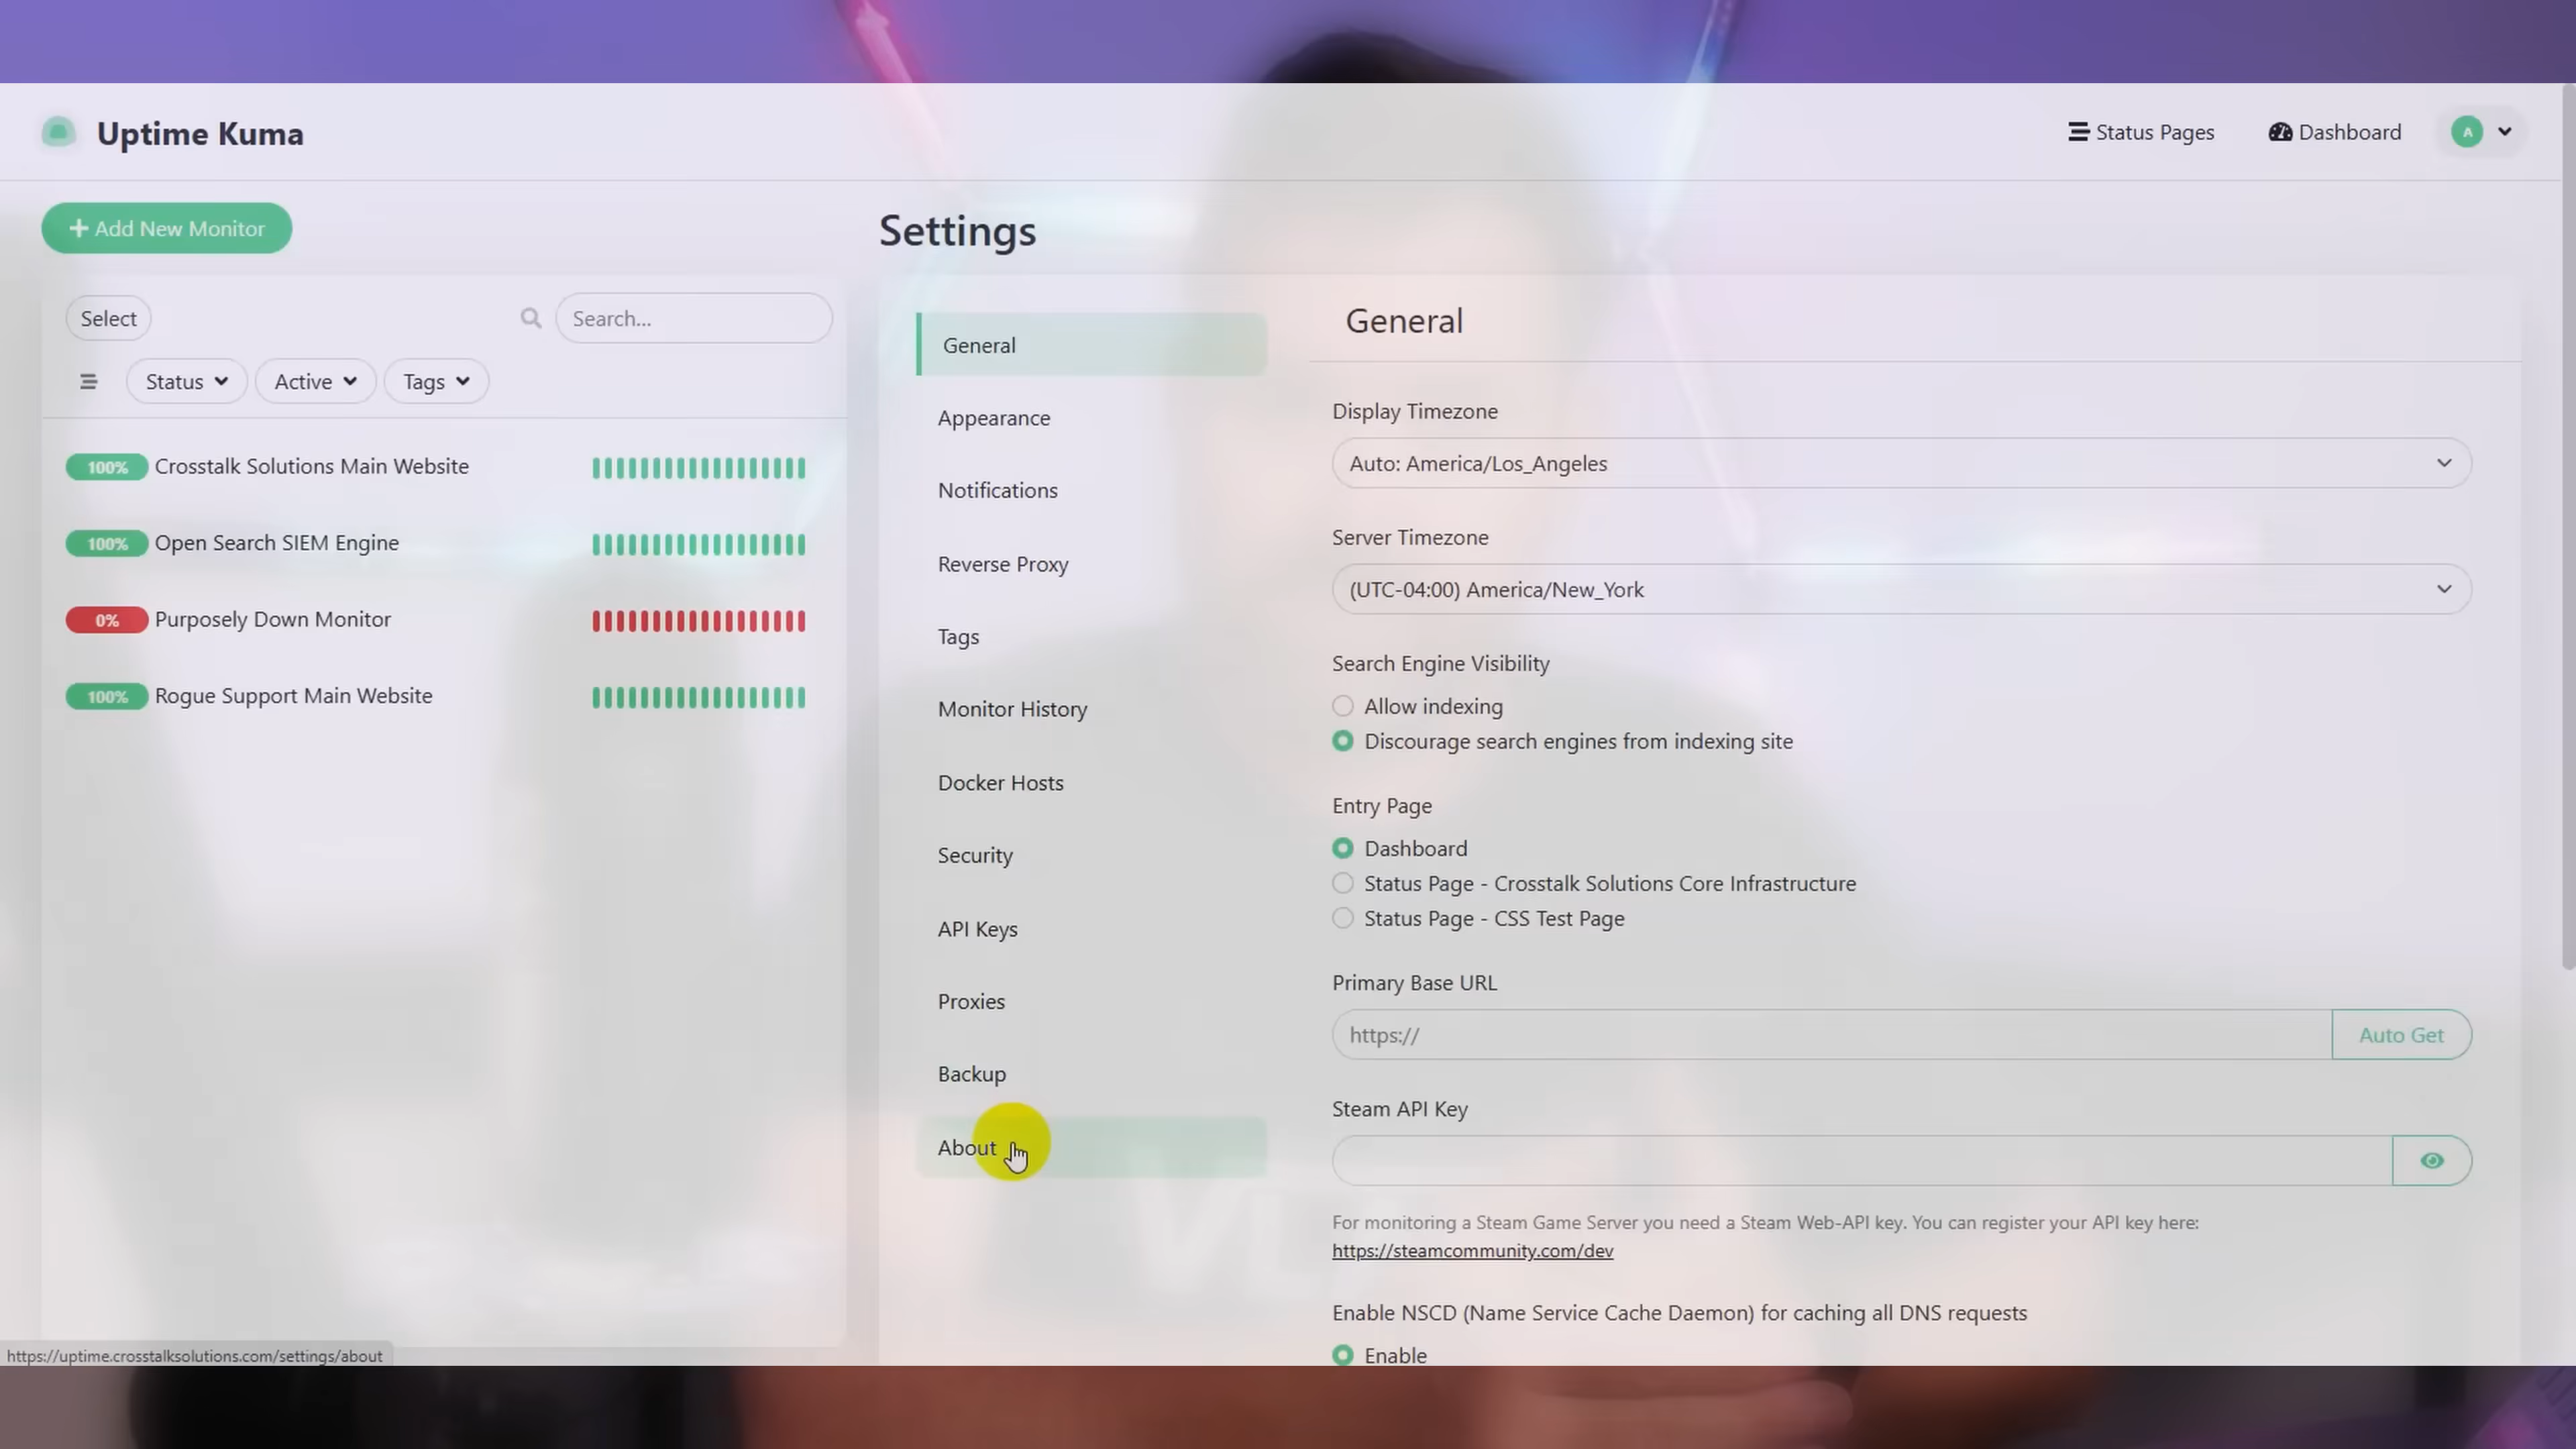 Uptime Kuma
Status Pages
Dashboard
A
Add New Monitor
Select
Search...
Status
Active
Tags
100% Crosstalk Solutions Main Website
100% Open Search SIEM Engine
0% Purposely Down Monitor
100% Rogue Support Main Website
Settings
General
Appearance
Notifications
Reverse Proxy
Tags
Monitor History
Docker Hosts
Security
API Keys
Proxies
Backup
About
General
Display Timezone
Auto: America/Los_Angeles
Server Timezone
(UTC-04:00) America/New_York
Search Engine Visibility
Allow indexing
Discourage search engines from indexing site
Entry Page
Dashboard
Status Page - Crosstalk Solutions Core Infrastructure
Status Page - CSS Test Page
Primary Base URL
https://
Auto Get
Steam API Key
For monitoring a Steam Game Server you need a Steam Web-API key. You can register your API key here:
https://steamcommunity.com/dev
Enable NSCD (Name Service Cache Daemon) for caching all DNS requests
Enable
https://uptime.crosstalksolutions.com/settings/about